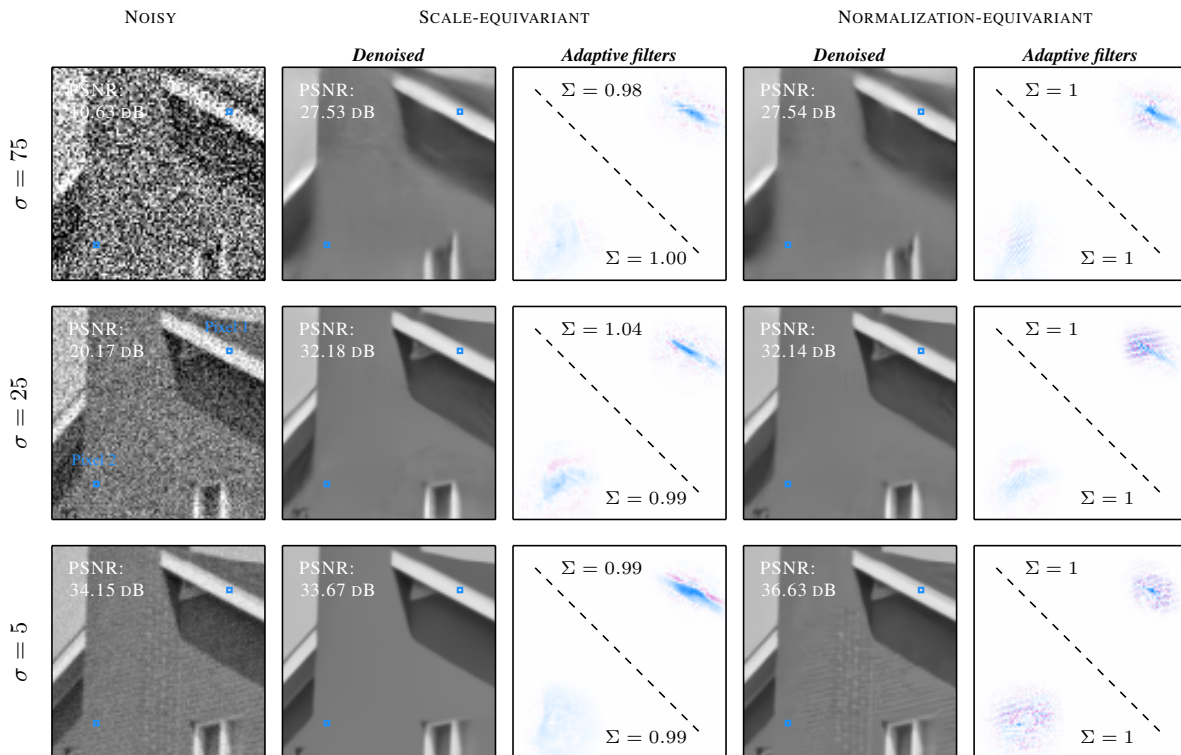 NOISY
SCALE-EQUIVARIANT
NORMALIZATION-EQUIVARIANT
Denoised
Adaptive filters
Denoised
Adaptive filters
σ = 75
PSNR:
10.63 DB
PSNR:
27.53 DB
Σ = 0.98
Σ = 1.00
PSNR:
27.54 DB
Σ = 1
Σ = 1
σ = 25
PSNR:
20.17 DB
Pixel 1
Pixel 2
PSNR:
32.18 DB
Σ = 1.04
Σ = 0.99
PSNR:
32.14 DB
Σ = 1
Σ = 1
σ = 5
PSNR:
34.15 DB
PSNR:
33.67 DB
Σ = 0.99
Σ = 0.99
PSNR:
36.63 DB
Σ = 1
Σ = 1